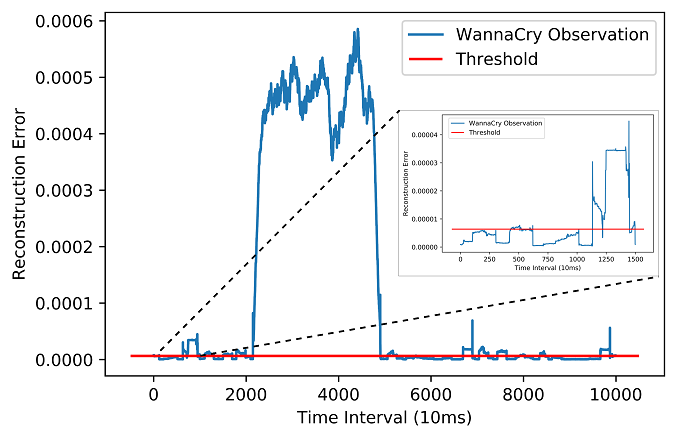 0.0006
0.0005
0.0004
0.0003
0.0002
0.0001
0.0000
Reconstruction Error
WannaCry Observation
Threshold
WannaCry Observation
Threshold
0.00004
0.00003
0.00002
0.00001
0.00000
Reconstruction Error
0 250 500 750 1000 1250 1500
Time Interval (10ms)
0 2000 4000 6000 8000 10000
Time Interval (10ms)